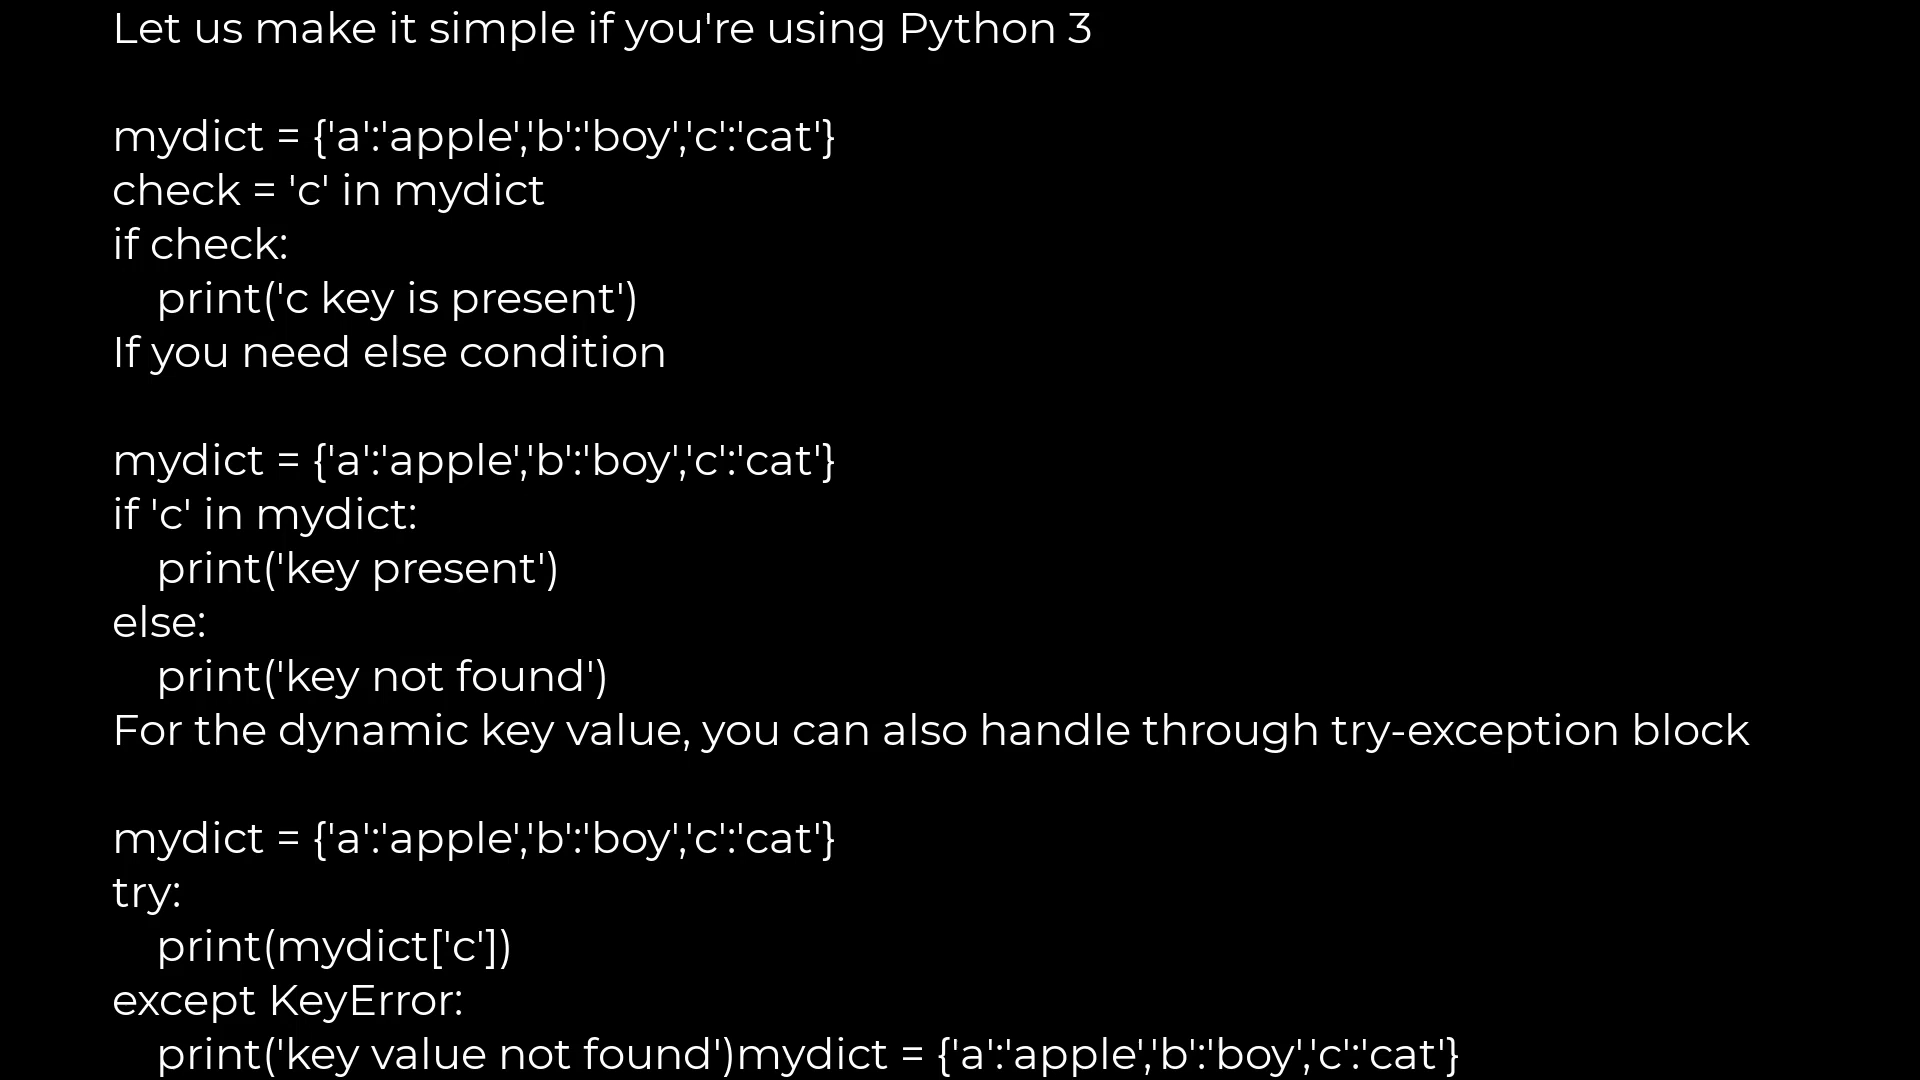 Let us make it simple if you're using Python 3
mydict = {'a':'apple','b':'boy','c':'cat'}
check = 'c' in mydict
if check:
    print('c key is present')
If you need else condition
mydict = {'a':'apple','b':'boy','c':'cat'}
if 'c' in mydict:
    print('key present')
else:
    print('key not found')
For the dynamic key value, you can also handle through try-exception block
mydict = {'a':'apple','b':'boy','c':'cat'}
try:
    print(mydict['c'])
except KeyError:
    print('key value not found')mydict = {'a':'apple','b':'boy','c':'cat'}